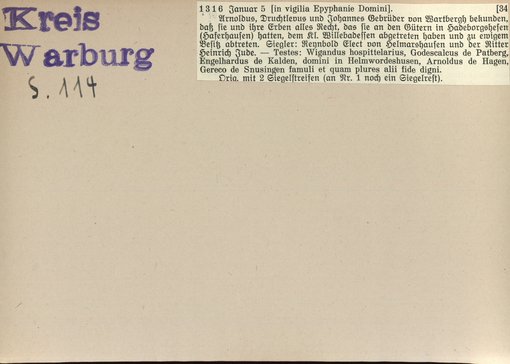 Kreis
Warburg
S. 114
1316 Januar 5 [in vigilia Epyphanie Domini]. [34
Arnoldus, Druchtleous und Johannes Gebrüder von Wartbergh bekunden,
daß sie und ihre Erben alles Recht, das sie an den Gütern in Hadeborgehesen
(Haferhausen) hatten, dem Kl. Willebadessen abgetreten haben und zu ewigem
Besitz abtreten. Siegler: Reynbold Elect von Helmarshausen und der Ritter
Heinrich Jude. — Testes: Wigandus hospittelarius, Godescalcus de Patberg,
Engelhardus de Kalden, domini in Helmwordeshusen, Arnoldus de Hagen,
Gereco de Snusingen famuli et quam plures alii fide digni.
Orig. mit 2 Siegelstreifen (an Nr. 1 noch ein Siegelrest).